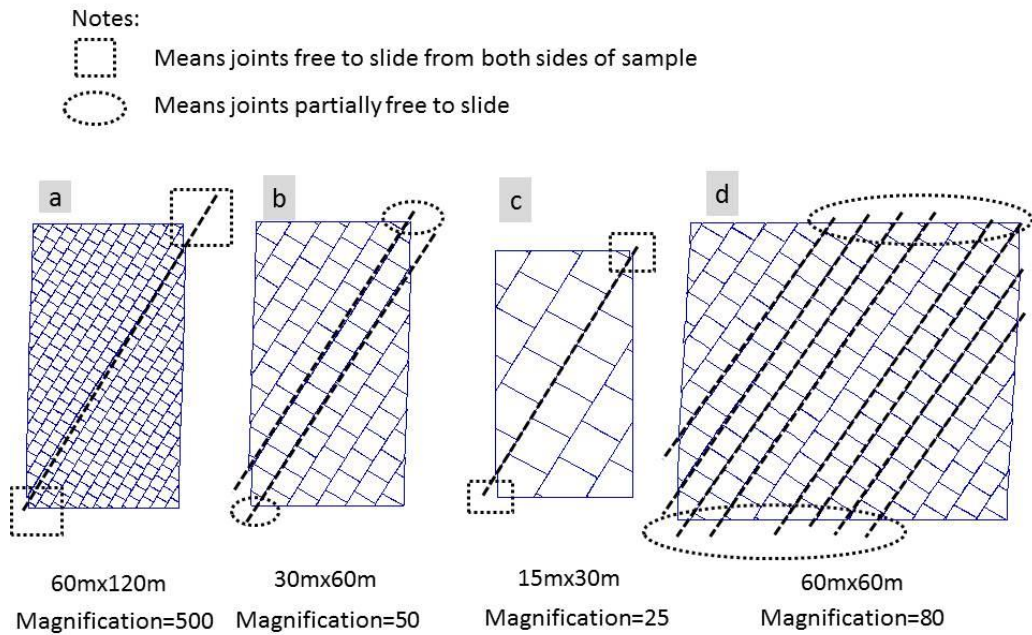 Notes:
Means joints free to slide from both sides of sample
Means joints partially free to slide
a
b
c
d
60mx120m
30mx60m
15mx30m
60mx60m
Magnification=500
Magnification=50
Magnification=25
Magnification=80